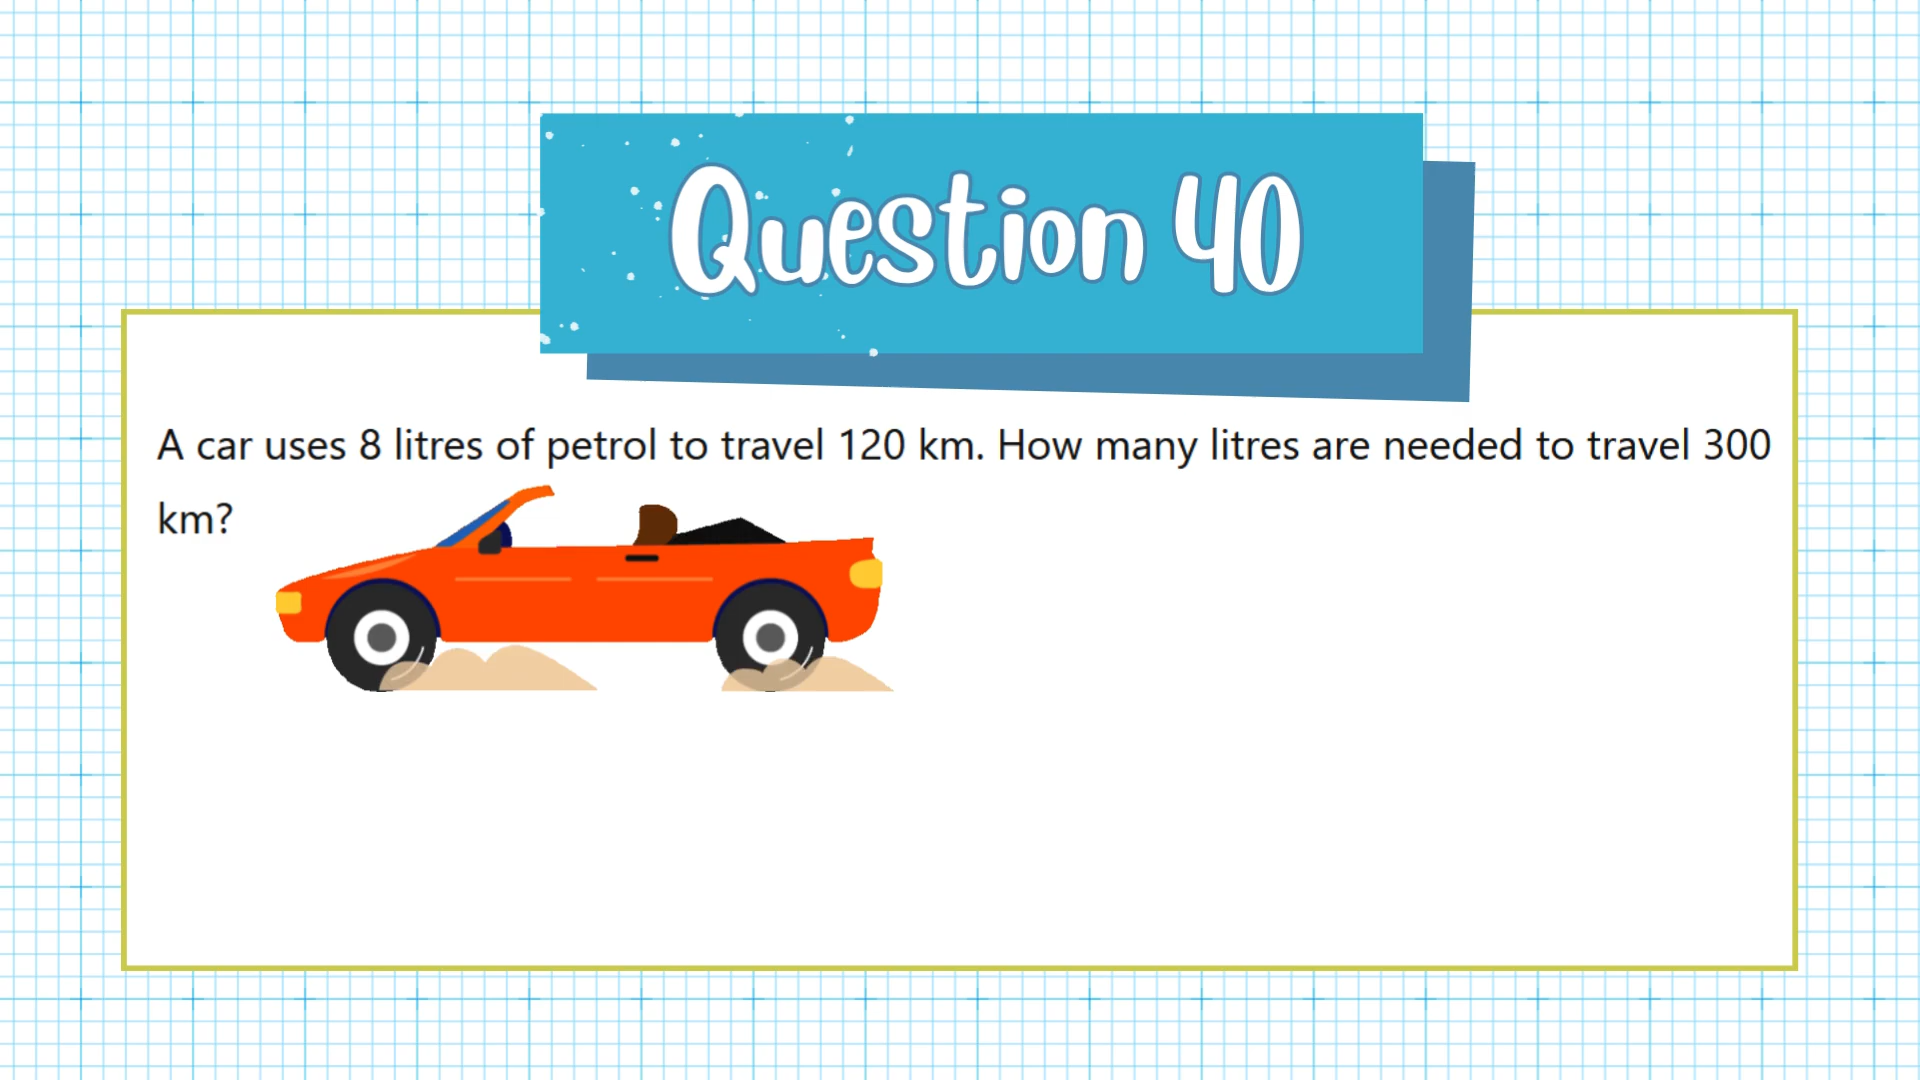 Question 40
A car uses 8 litres of petrol to travel 120 km. How many litres are needed to travel 300
km?